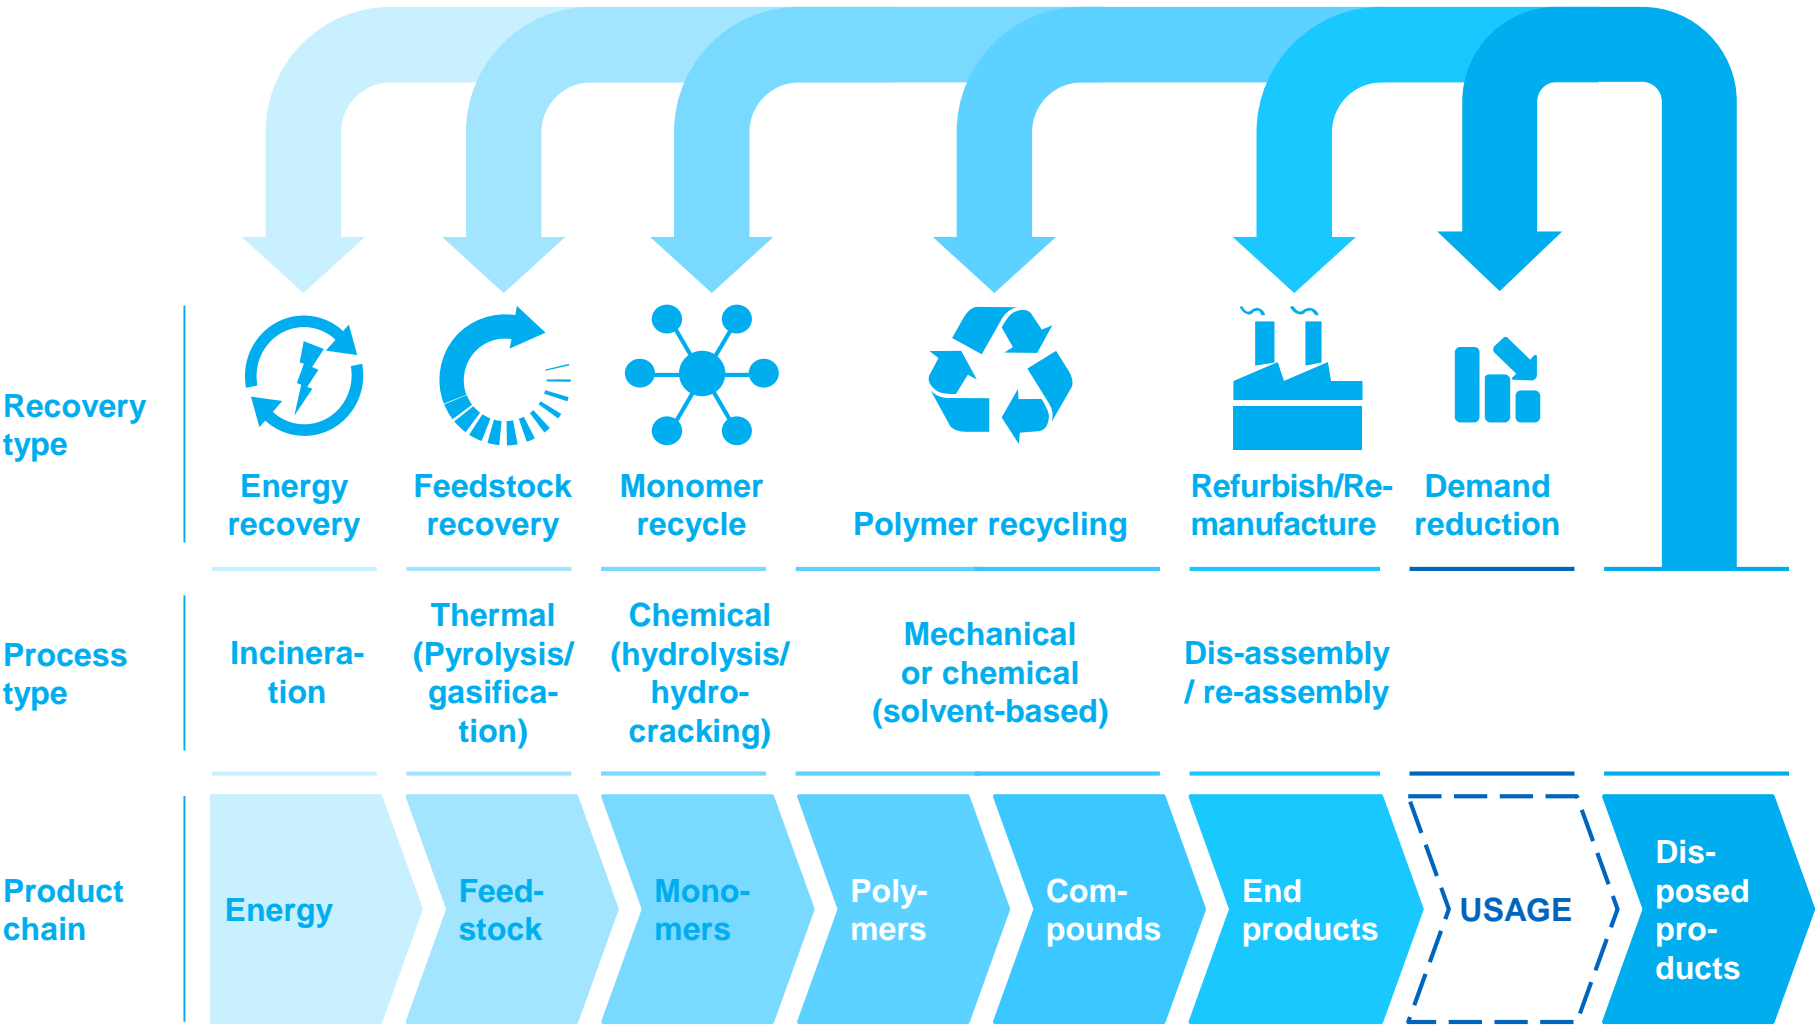 Recovery
type
Energy
recovery
Feedstock
recovery
Monomer
recycle
Polymer recycling
Refurbish/Re-
manufacture
Demand
reduction
Process
type
Incinera-
tion
Thermal
(Pyrolysis/
gasifica-
tion)
Chemical
(hydrolysis/
hydro-
cracking)
Mechanical
or chemical
(solvent-based)
Dis-assembly
/ re-assembly
Product
chain
Energy
Feed-
stock
Mono-
mers
Poly-
mers
Com-
pounds
End
products
USAGE
Dis-
posed
pro-
ducts